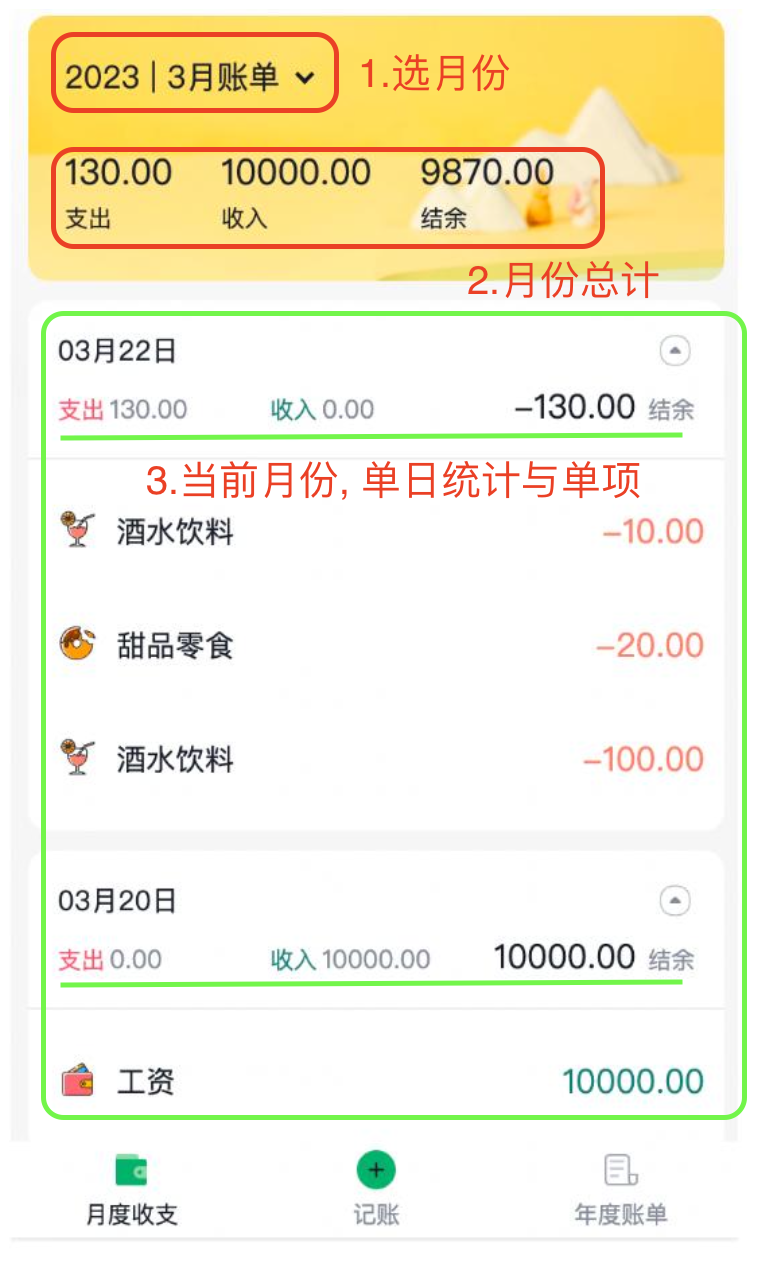 2023 | 3月账单
1.选月份
130.00 10000.00 9870.00
支出 收入 结余
2.月份总计
03月22日
支出 130.00 收入 0.00 −130.00 结余
3.当前月份, 单日统计与单项
酒水饮料 −10.00
甜品零食 −20.00
酒水饮料 −100.00
03月20日
支出 0.00 收入 10000.00 10000.00 结余
工资 10000.00
月度收支 记账 年度账单